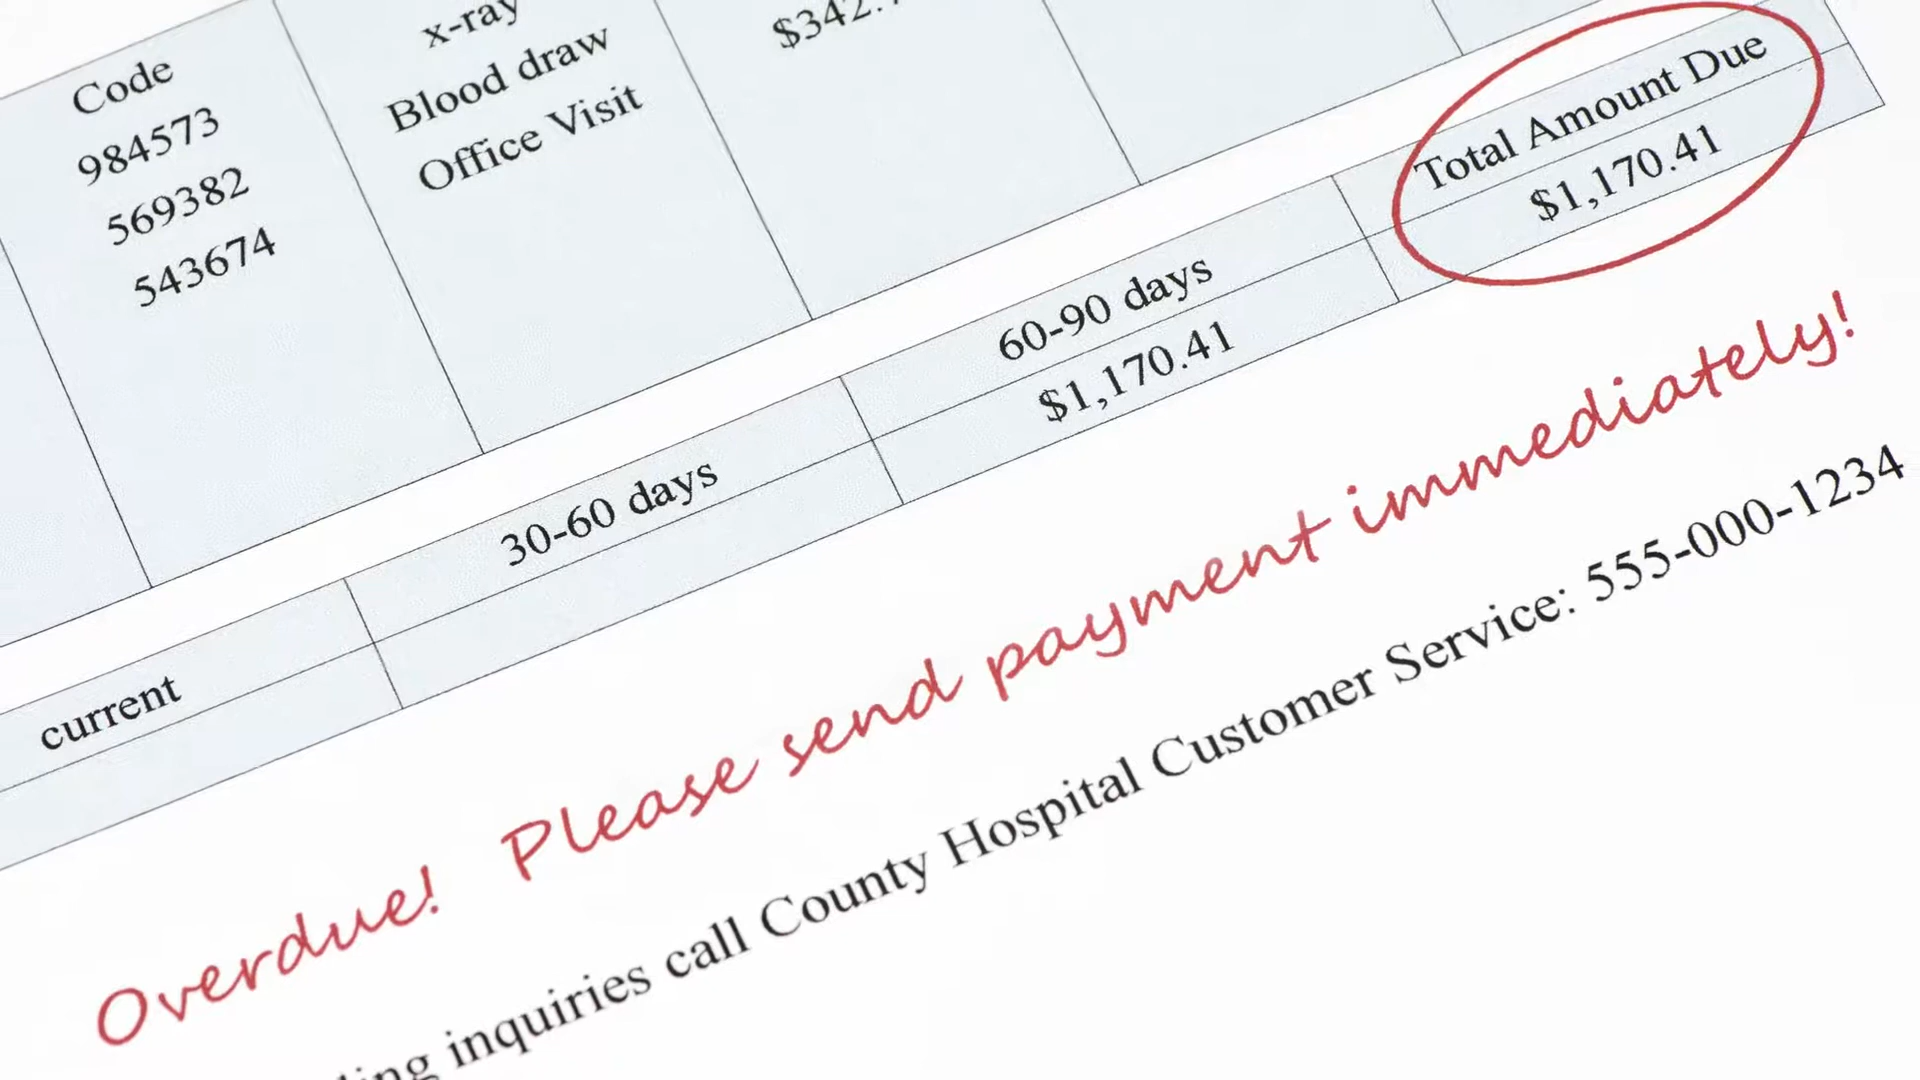 Code
984573
569382
543674
x-ray
Blood draw
Office Visit
current
30-60 days
60-90 days
$1,170.41
Total Amount Due
$1,170.41
Overdue! Please send payment immediately!
inquiries call County Hospital Customer Service: 555-000-1234